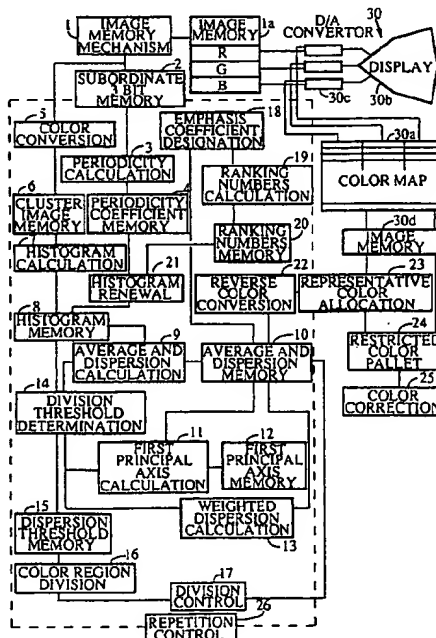 D/A
CONVERTOR
30
1
IMAGE MEMORY
MECHANISM
IMAGE MEMORY
1a
R
G
B
DISPLAY
30c
30b
2
SUBORDINATE
BIT MEMORY
5
COLOR CONVERSION
EMPHASIS
COEFFICIENT
DESIGNATION
18
30a
COLOR MAP
3
PERIODICITY CALCULATION
19
RANKING
NUMBERS
CALCULATION
6
CLUSTER IMAGE
MEMORY
PERIODICITY
COEFFICIENT MEMORY
30d
IMAGE MEMORY
RANKING
NUMBERS MEMORY
20
HISTOGRAM
CALCULATION
21
HISTOGRAM
RENEWAL
22
REVERSE COLOR
CONVERSION
23
REPRESENTATIVE
COLOR ALLOCATION
8
HISTOGRAM
MEMORY
9
AVERAGE AND
DISPERSION CALCULATION
10
AVERAGE AND
DISPERSION MEMORY
24
RESTRICTED COLOR
PALLET
25
COLOR CORRECTION
14
DIVISION
THRESHOLD
DETERMINATION
11
FIRST
PRINCIPAL AXIS
CALCULATION
12
FIRST
PRINCIPAL
AXIS MEMORY
WEIGHTED DISPERSION
CALCULATION
13
15
DISPERSION
THRESHOLD
MEMORY
16
COLOR REGION
DIVISION
17
DIVISION
CONTROL
26
REPETITION
CONTROL